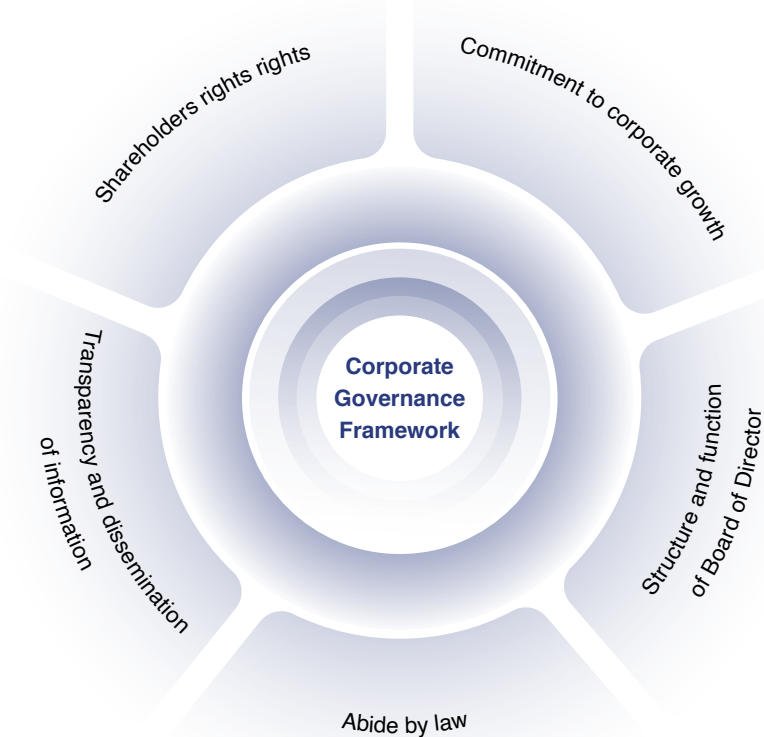 Shareholders rights rights
Commitment to corporate growth
Corporate
Governance
Framework
Transparency and dissemination
of information
Structure and function
of Board of Director
Abide by law